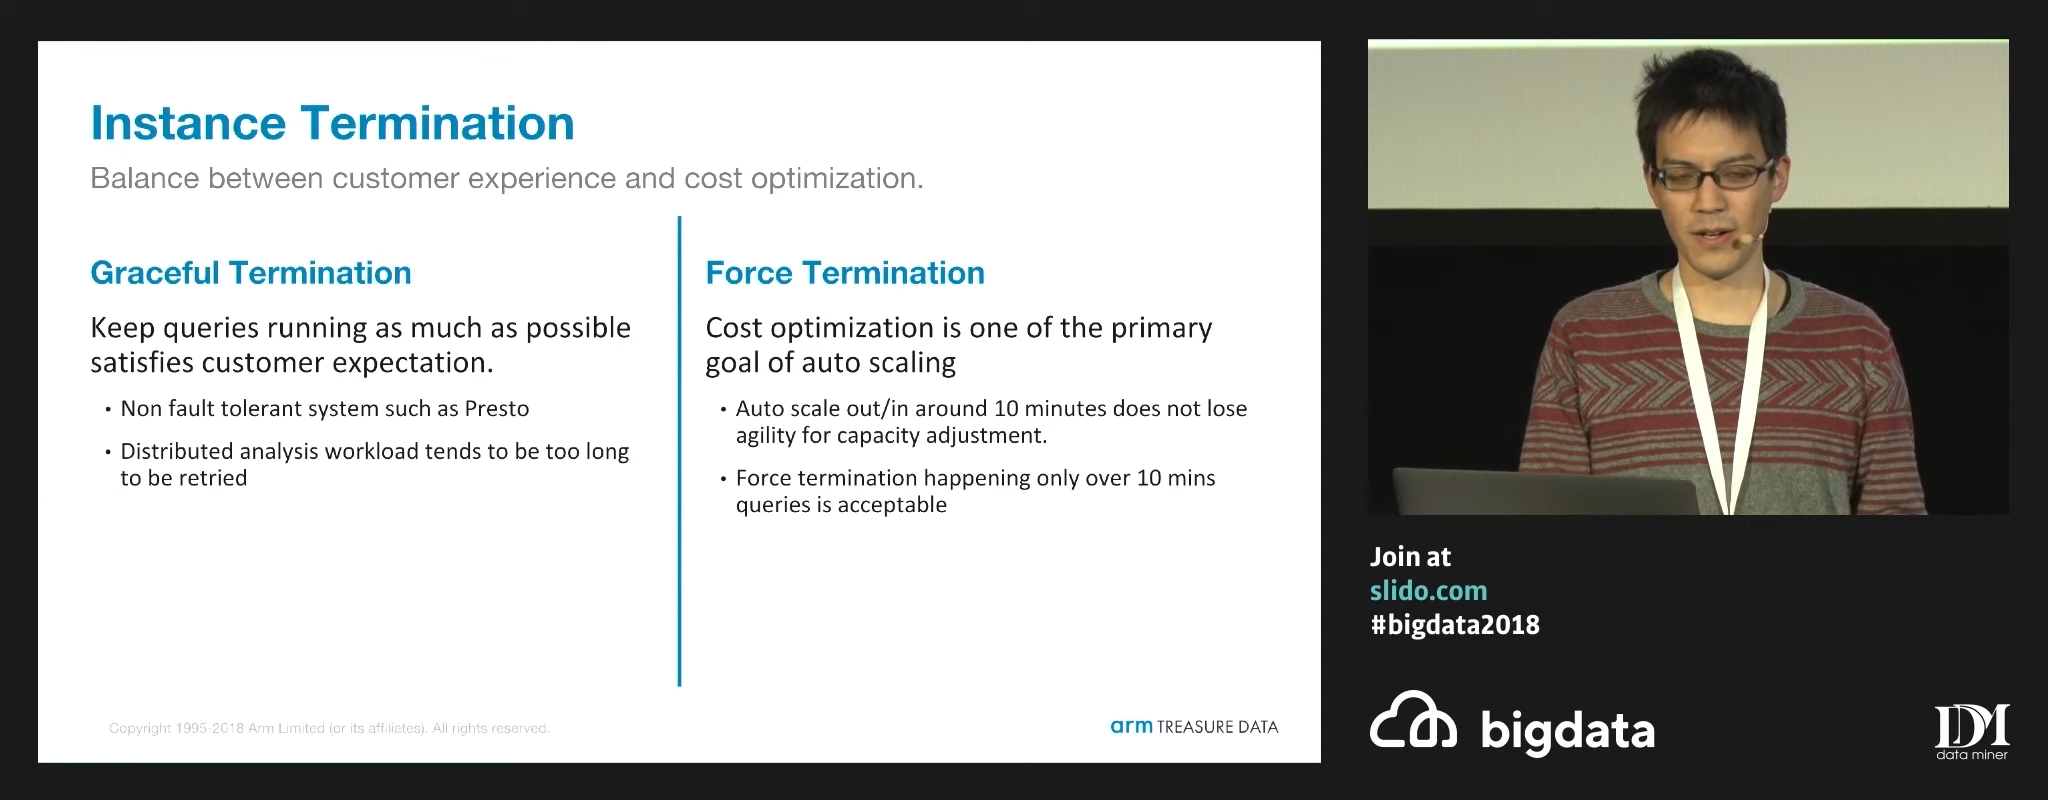 Instance Termination
Balance between customer experience and cost optimization.
Graceful Termination
Keep queries running as much as possible
satisfies customer expectation.
• Non fault tolerant system such as Presto
• Distributed analysis workload tends to be too long
to be retried
Force Termination
Cost optimization is one of the primary
goal of auto scaling
• Auto scale out/in around 10 minutes does not lose
agility for capacity adjustment.
• Force termination happening only over 10 mins
queries is acceptable
Copyright 1995-2018 Arm Limited (or its affiliates). All rights reserved.
arm TREASURE DATA
Join at
slido.com
#bigdata2018
bigdata
DM
data miner